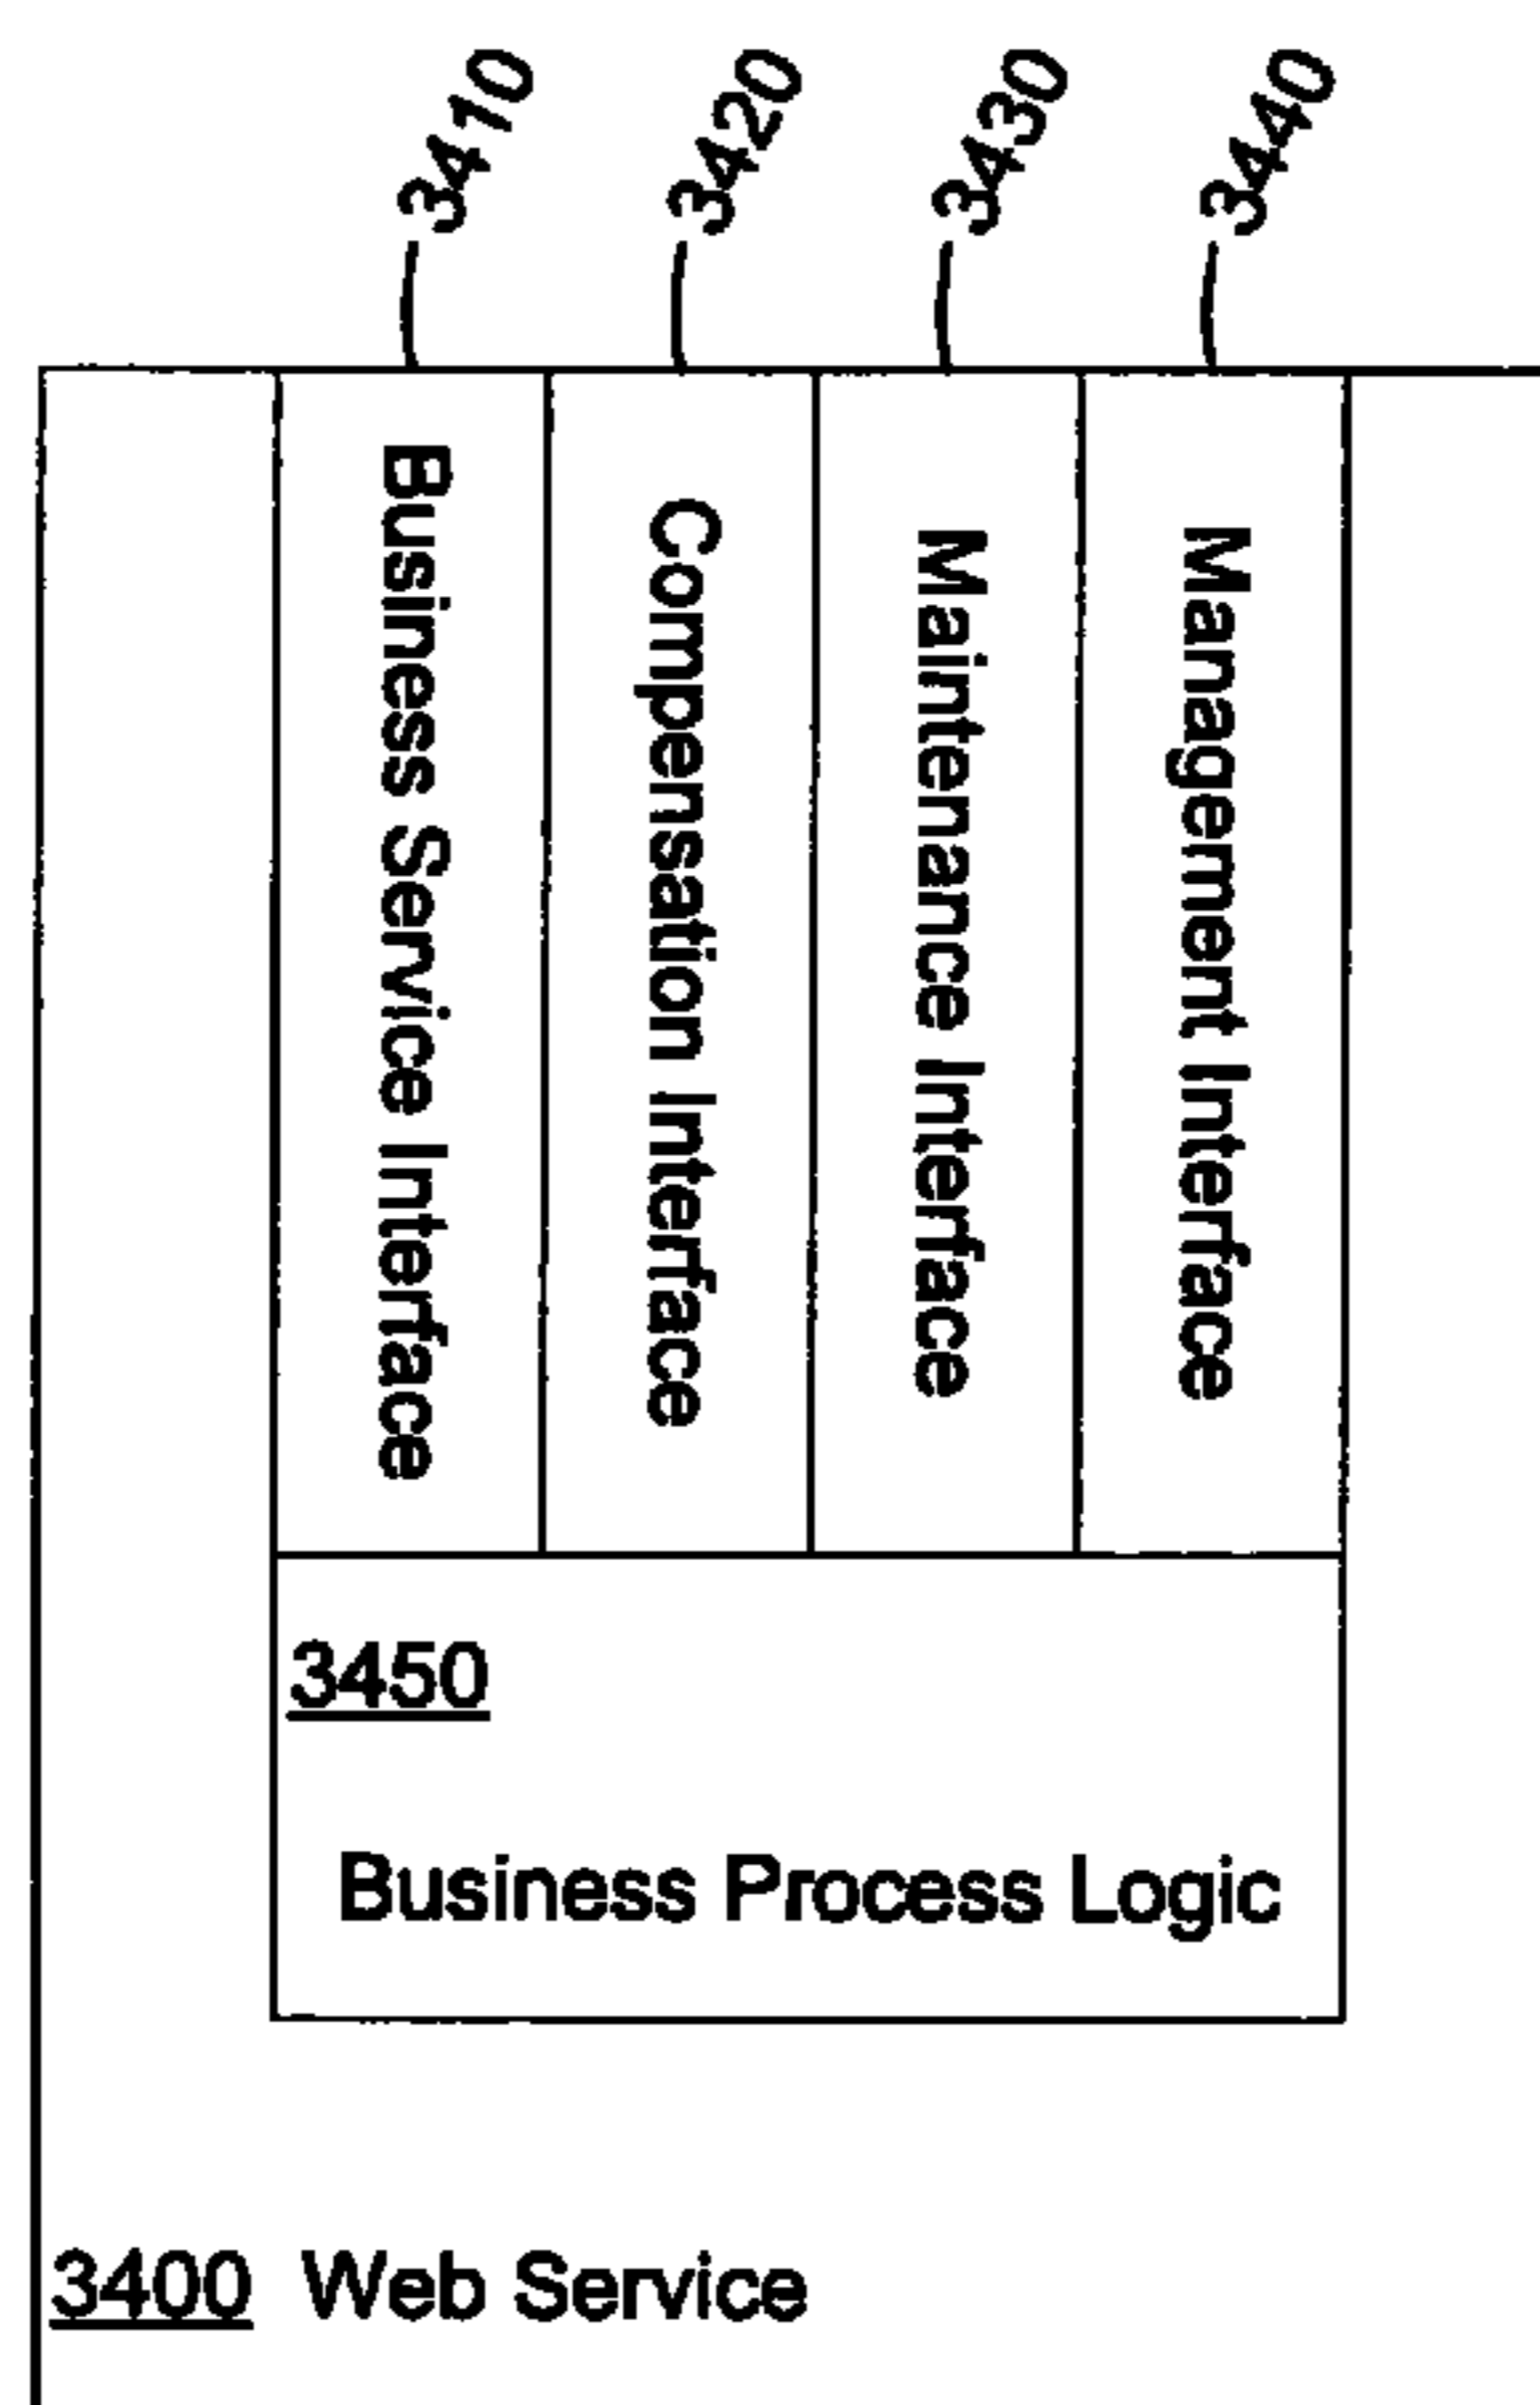 3410
3420
3430
3440
Business Service Interface
Compensation Interface
Maintenance Interface
Management Interface
3450
Business Process Logic
3400 Web Service